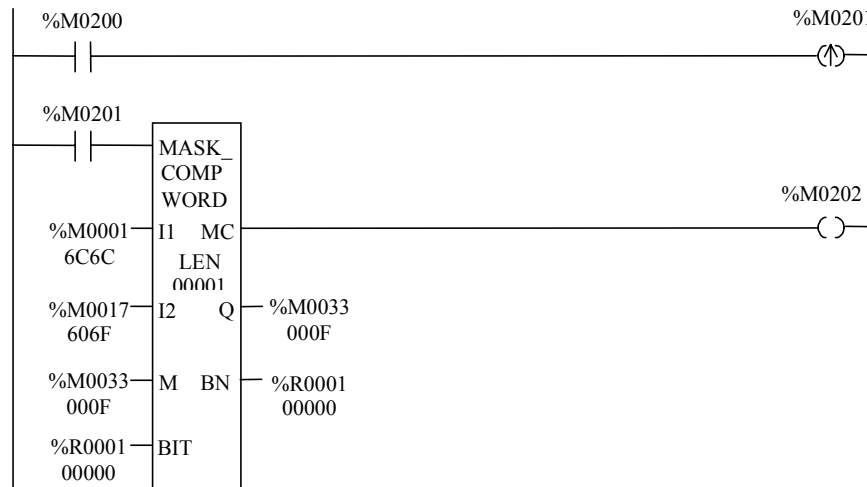 %M0200
%M0201
%M0201
MASK_
COMP
WORD
%M0202
%M0001
I1
MC
6C6C
LEN
00001
%M0017
I2
Q
%M0033
606F
000F
%M0033
M
BN
%R0001
000F
00000
%R0001
BIT
00000